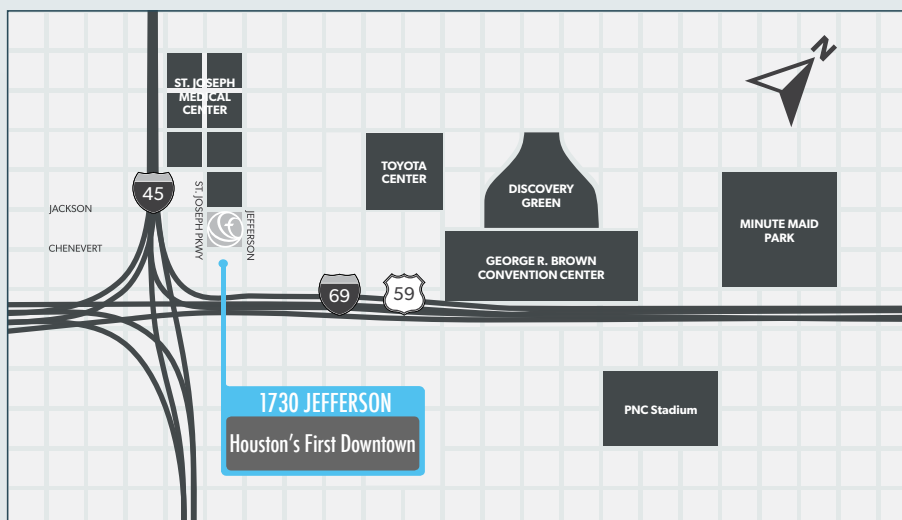 N
ST. JOSEPH
MEDICAL
CENTER
TOYOTA
CENTER
DISCOVERY
GREEN
45
ST. JOSEPH PKWY
JEFFERSON
JACKSON
CHENEVERT
MINUTE MAID
PARK
GEORGE R. BROWN
CONVENTION CENTER
69
59
1730 JEFFERSON
Houston's First Downtown
PNC Stadium